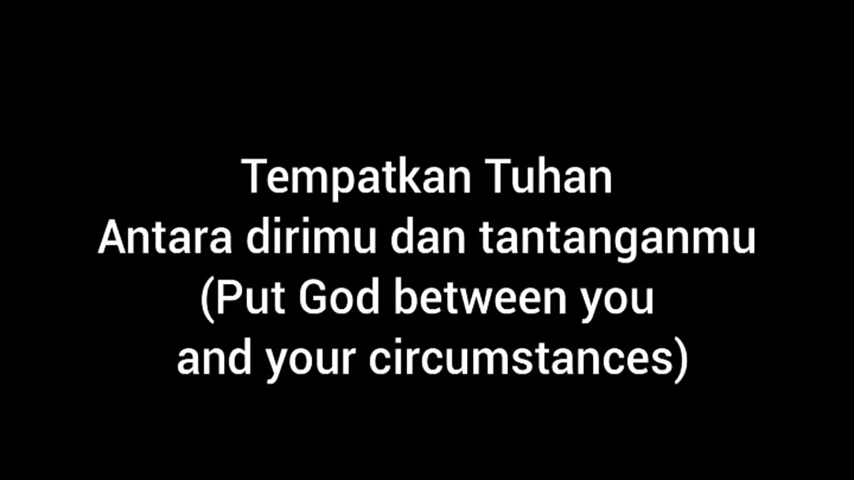 Tempatkan Tuhan
Antara dirimu dan tantanganmu
(Put God between you
and your circumstances)